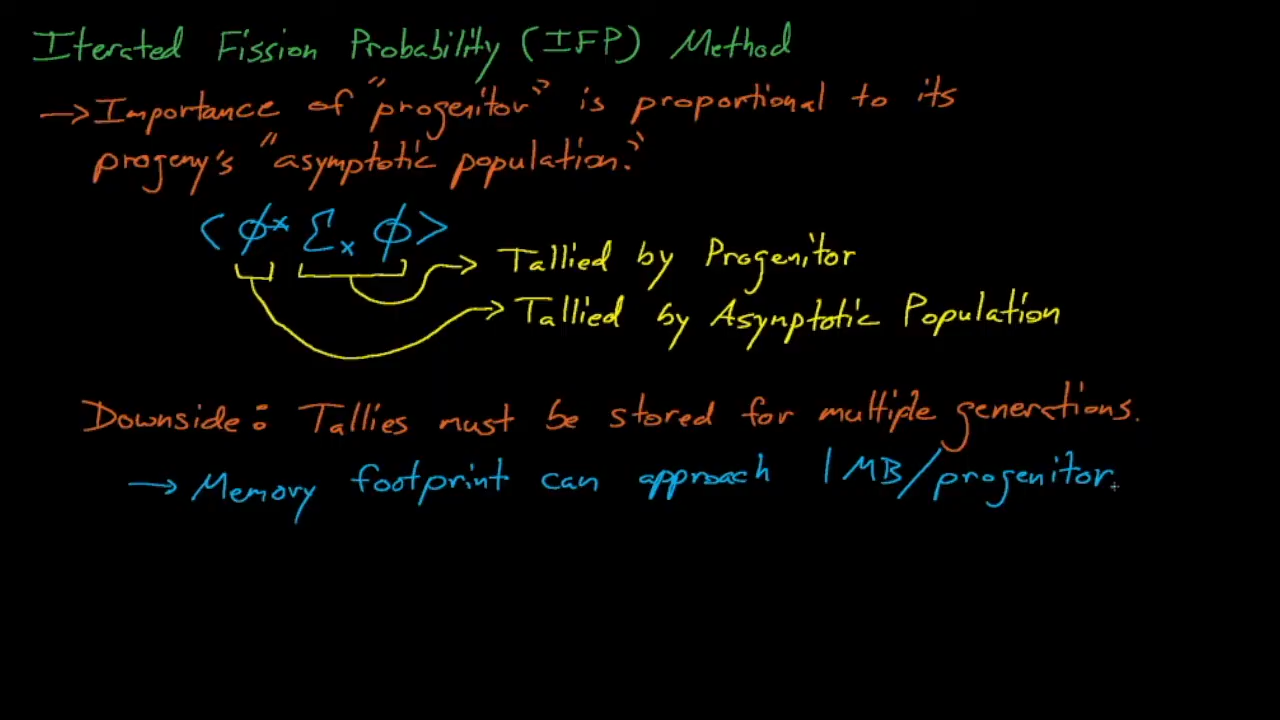 Iterated Fission Probability (IFP) Method
→ Importance of "progenitor" is proportional to its
progeny's "asymptotic population."
< ϕ* Σₓ ϕ >
→ Tallied by Progenitor
→ Tallied by Asymptotic Population
Downside: Tallies must be stored for multiple generations.
→ Memory footprint can approach 1 MB/progenitor.